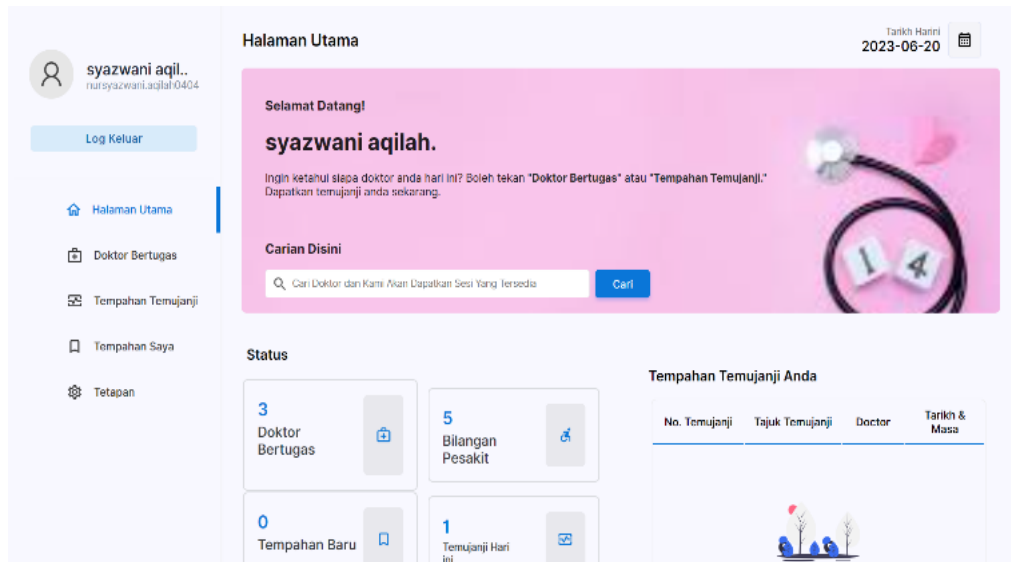 syazwani aqil..
nursyazwani.aqilah0404
Log Keluar
Halaman Utama
Doktor Bertugas
Tempahan Temujanji
Tempahan Saya
Tetapan
Halaman Utama
Tarikh Harini
2023-06-20
Selamat Datang!
syazwani aqilah.
Ingin ketahui siapa doktor anda hari ini? Boleh tekan "Doktor Bertugas" atau "Tempahan Temujanji."
Dapatkan temujanji anda sekarang.
Carian Disini
Cari Doktor dan Kami Akan Dapatkan Sesi Yang Tersedia
Cari
1 4
Status
3
Doktor
Bertugas
5
Bilangan
Pesakit
0
Tempahan Baru
1
Temujanji Hari
ini
Tempahan Temujanji Anda
No. Temujanji
Tajuk Temujanji
Doctor
Tarikh &
Masa